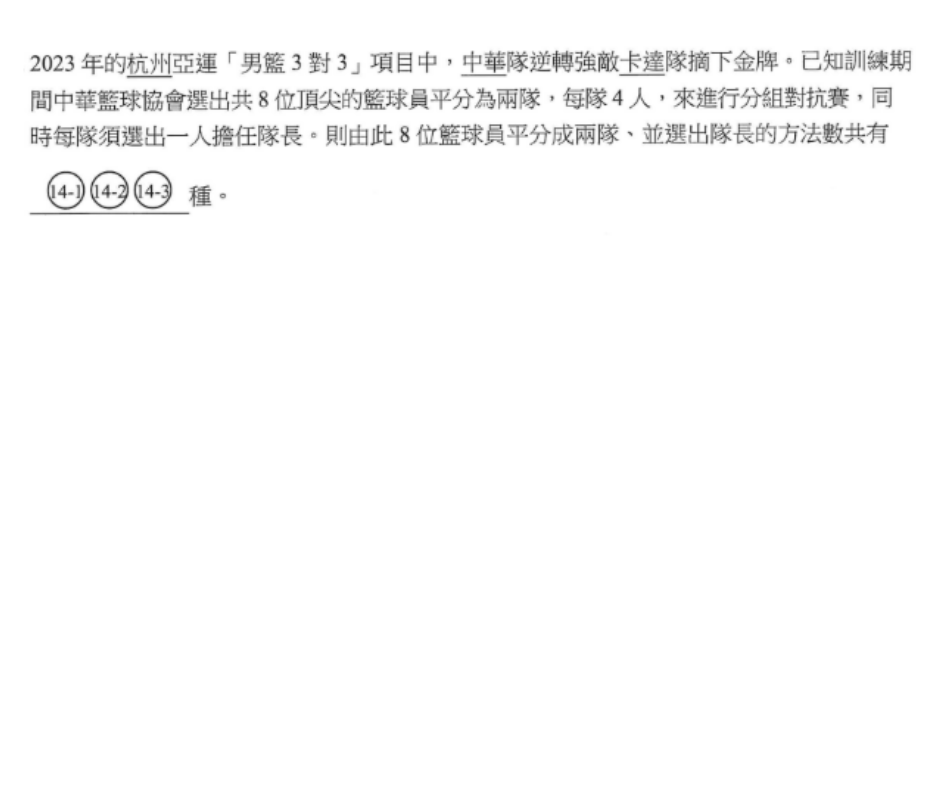 2023 年的杭州亞運「男籃 3 對 3」項目中，中華隊逆轉強敵卡達隊摘下金牌。已知訓練期
間中華籃球協會選出共 8 位頂尖的籃球員平分為兩隊，每隊 4 人，來進行分組對抗賽，同
時每隊須選出一人擔任隊長。則由此 8 位籃球員平分成兩隊、並選出隊長的方法數共有
14-1 14-2 14-3 種。